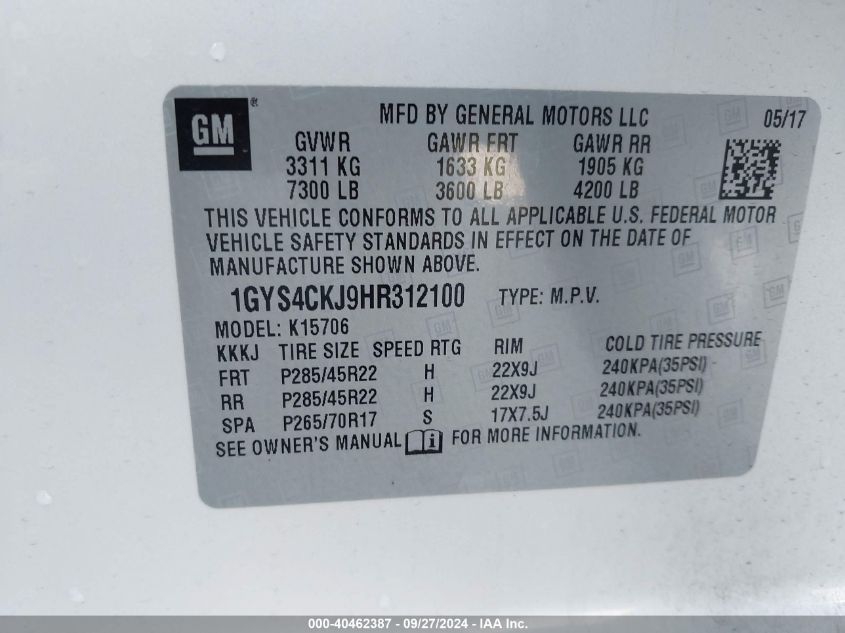 GM®
MFD BY GENERAL MOTORS LLC 05/17
GVWR GAWR FRT GAWR RR
3311 KG 1633 KG 1905 KG
7300 LB 3600 LB 4200 LB
THIS VEHICLE CONFORMS TO ALL APPLICABLE U.S. FEDERAL MOTOR
VEHICLE SAFETY STANDARDS IN EFFECT ON THE DATE OF
MANUFACTURE SHOWN ABOVE.
1GYS4CKJ9HR312100 TYPE: M.P.V.
MODEL: K15706
KKKJ TIRE SIZE SPEED RTG RIM COLD TIRE PRESSURE
FRT P285/45R22 H 22X9J 240KPA(35PSI)
RR P285/45R22 H 22X9J 240KPA(35PSI)
SPA P265/70R17 S 17X7.5J 240KPA(35PSI)
SEE OWNER'S MANUAL FOR MORE INFORMATION.
000-40462387 - 09/27/2024 - IAAI.com, Inc.